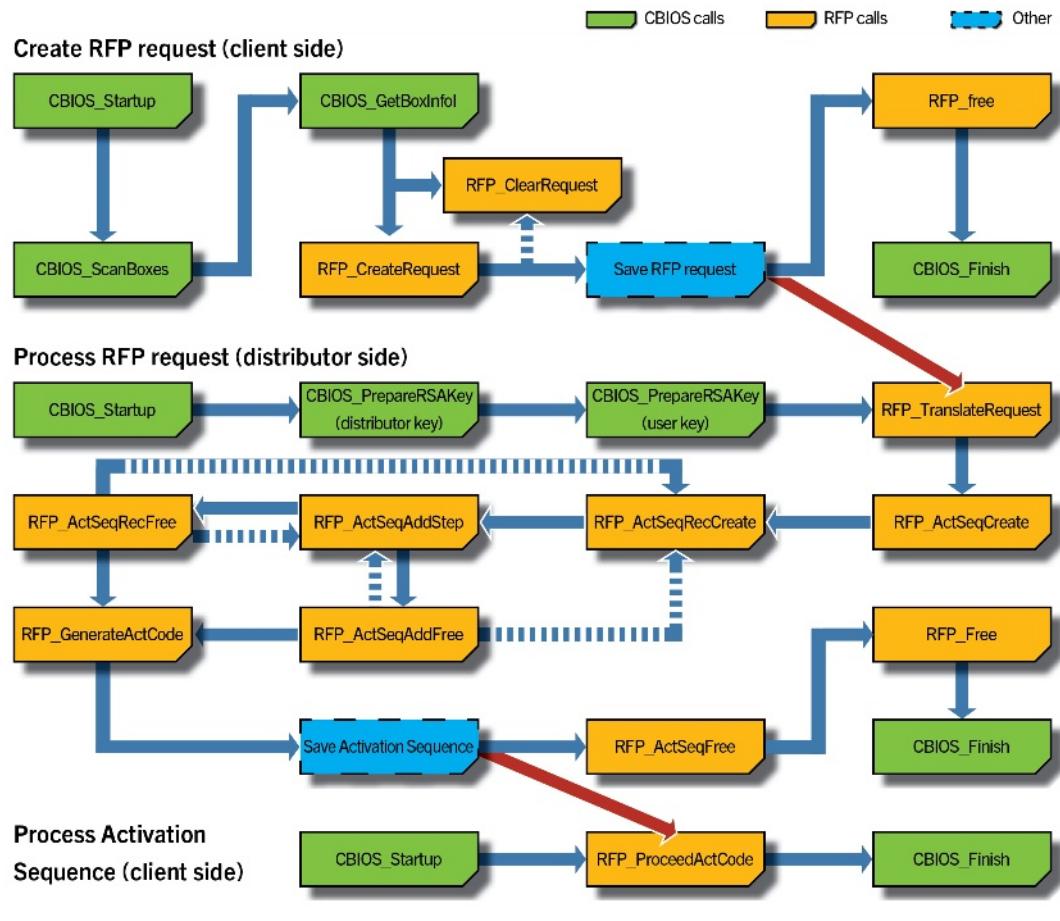 CBIOS calls
RFP calls
Other
Create RFP request (client side)
CBIOS_Startup
CBIOS_GetBoxInfoI
RFP_free
RFP_ClearRequest
CBIOS_ScanBoxes
RFP_CreateRequest
Save RFP request
CBIOS_Finish
Process RFP request (distributor side)
CBIOS_Startup
CBIOS_PrepareRSAKey
(distributor key)
CBIOS_PrepareRSAKey
(user key)
RFP_TranslateRequest
RFP_ActSeqRecFree
RFP_ActSeqAddStep
RFP_ActSeqRecCreate
RFP_ActSeqCreate
RFP_GenerateActCode
RFP_ActSeqAddFree
RFP_Free
Save Activation Sequence
RFP_ActSeqFree
CBIOS_Finish
Process Activation
Sequence (client side)
CBIOS_Startup
RFP_ProceedActCode
CBIOS_Finish